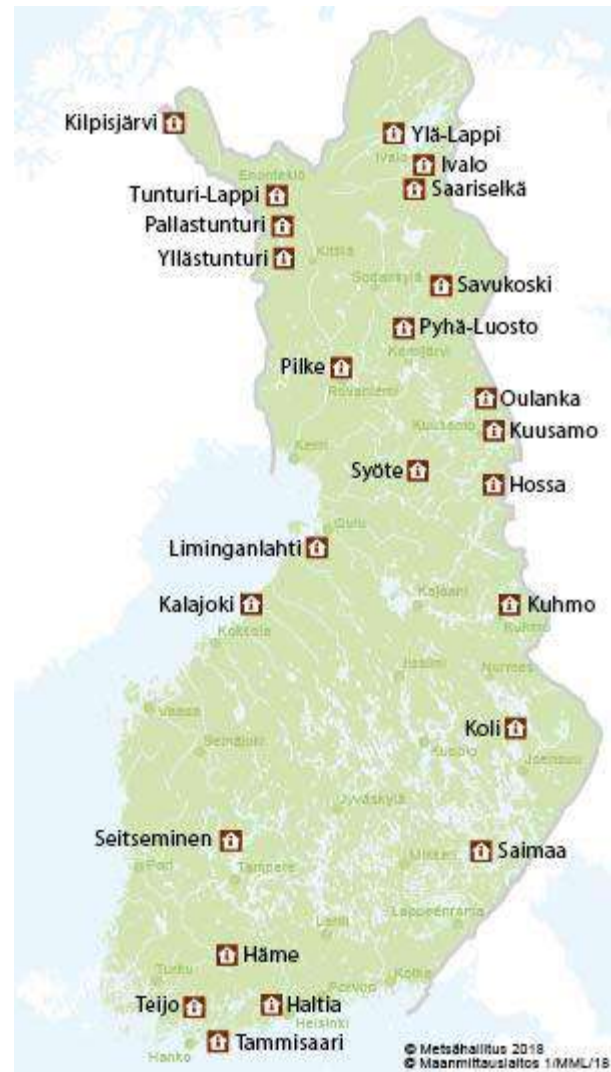 Kilpisjärvi
Ylä-Lappi
Ivalo
Ivalo
Enontekiö
Saariselkä
Tunturi-Lappi
Pallastunturi
Kittilä
Yllästunturi
Sodankylä
Savukoski
Pyhä-Luosto
Kemijärvi
Pilke
Rovaniemi
Oulanka
Kuusamo
Kuusamo
Kemi
Syöte
Hossa
Oulu
Liminganlahti
Kajaani
Kalajoki
Kuhmo
Kuhmo
Kokkola
Iisalmi
Nurmes
Vaasa
Koli
Seinäjoki
Kuopio
Joensuu
Jyväskylä
Seitseminen
Saimaa
Pori
Mikkeli
Tampere
Lappeenranta
Lahti
Häme
Turku
Kotka
Porvoo
Teijo
Haltia
Helsinki
Tammisaari
Hanko
© Metsähallitus 2018
© Maanmittauslaitos 1/MML/18